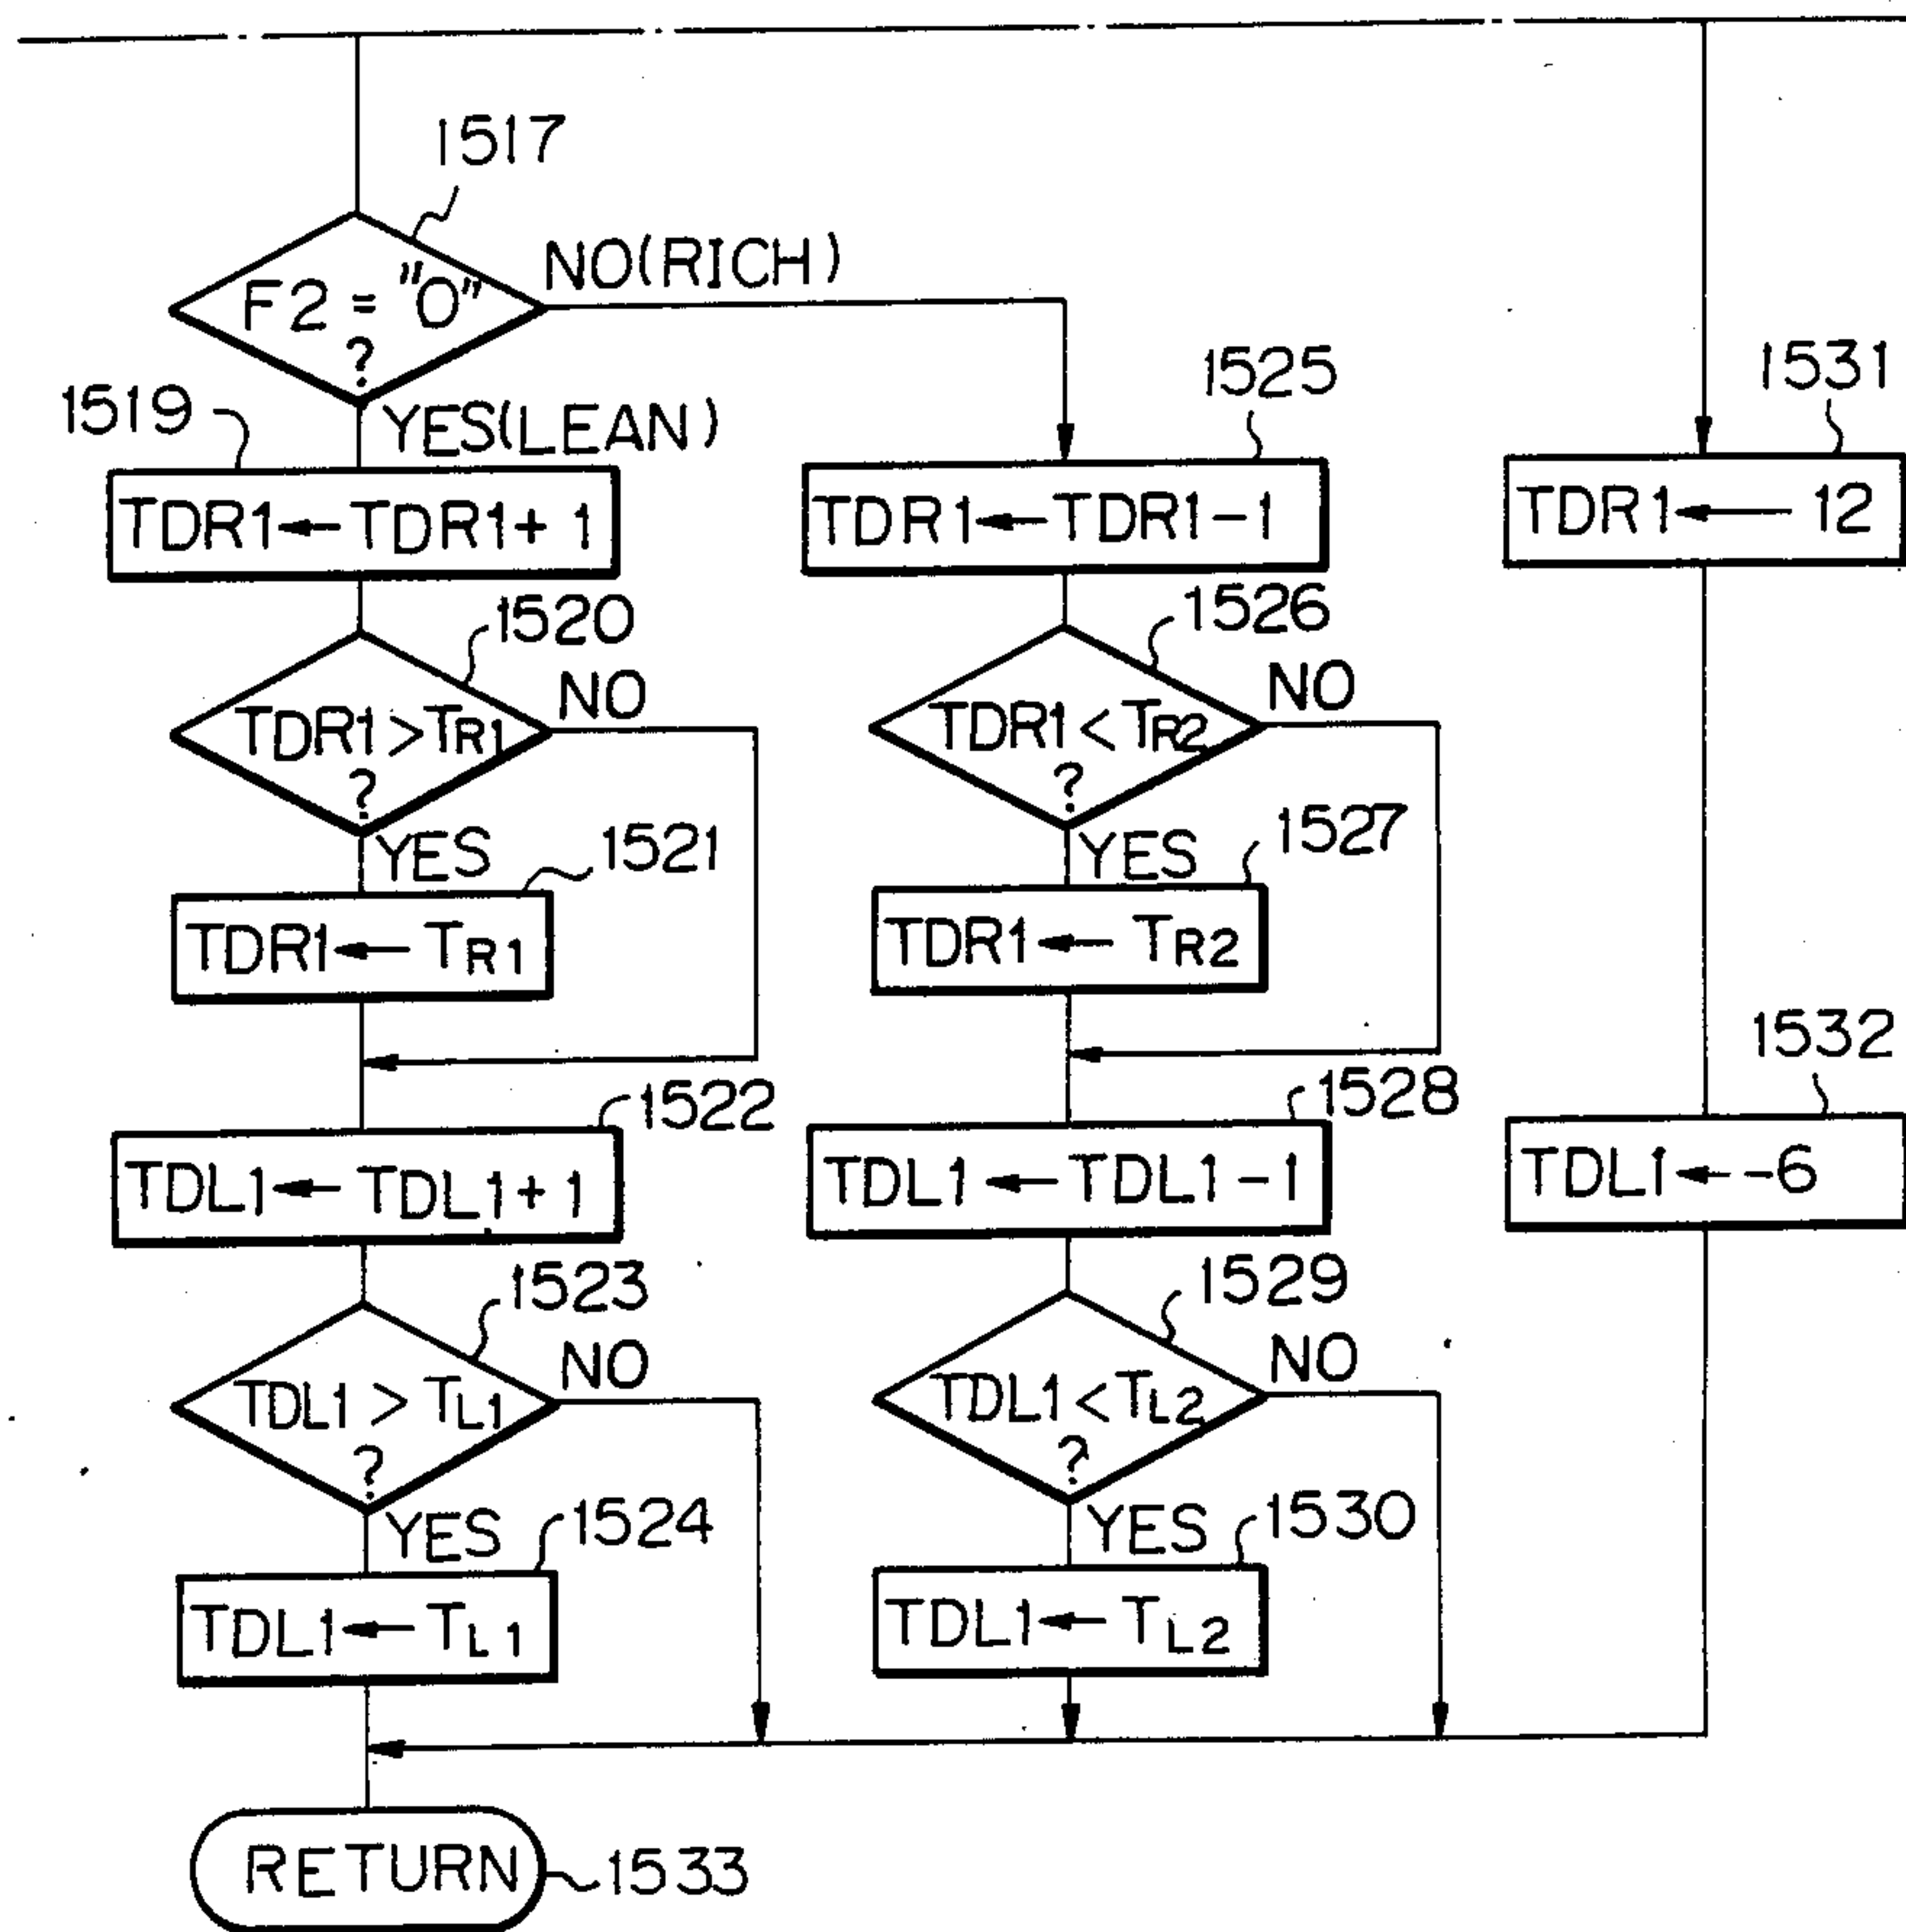 1517
F2 = "0"
?
NO(RICH)
YES(LEAN)
1519
TDR1← TDR1+ 1
1520
TDR1 >TR1
?
NO
YES
1521
TDR1← TR1
1522
TDL1← TDL1+ 1
1523
TDL1 > TL1
?
NO
YES
1524
TDL1← TL1
RETURN
1533
1525
TDR1← TDR1-1
1526
TDR1 < TR2
?
NO
YES
1527
TDR1← TR2
1528
TDL1← TDL1-1
1529
TDL1 < TL2
?
NO
YES
1530
TDL1← TL2
1531
TDR1← 12
1532
TDL1← -6